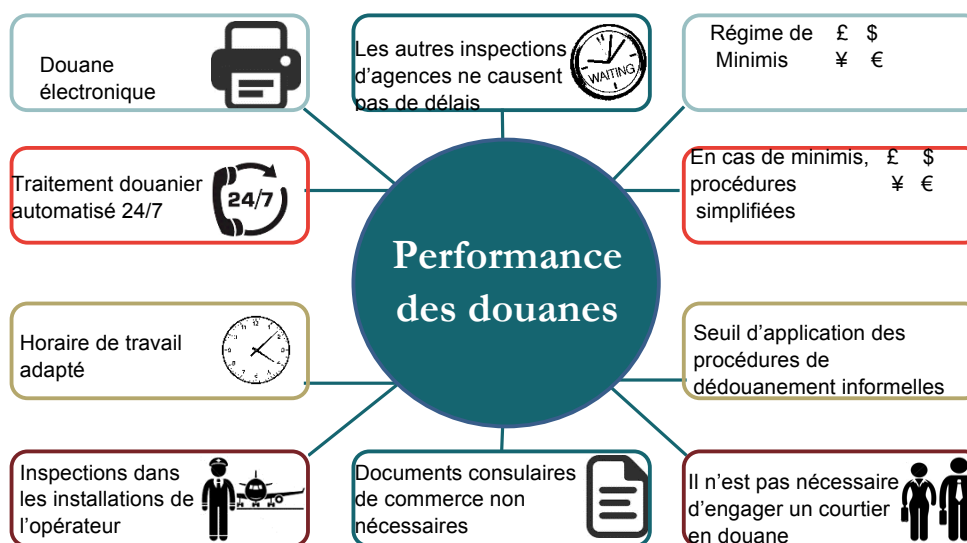 Douane
électronique
Les autres inspections
d'agences ne causent
pas de délais
WAITING
Régime de £ $
Minimis ¥ €
Traitement douanier
automatisé 24/7
24/7
En cas de minimis, £ $
procédures ¥ €
simplifiées
Performance
des douanes
Horaire de travail
adapté
Seuil d'application des
procédures de
dédouanement informelles
Inspections dans
les installations de
l'opérateur
Documents consulaires
de commerce non
nécessaires
Il n'est pas nécessaire
d'engager un courtier
en douane